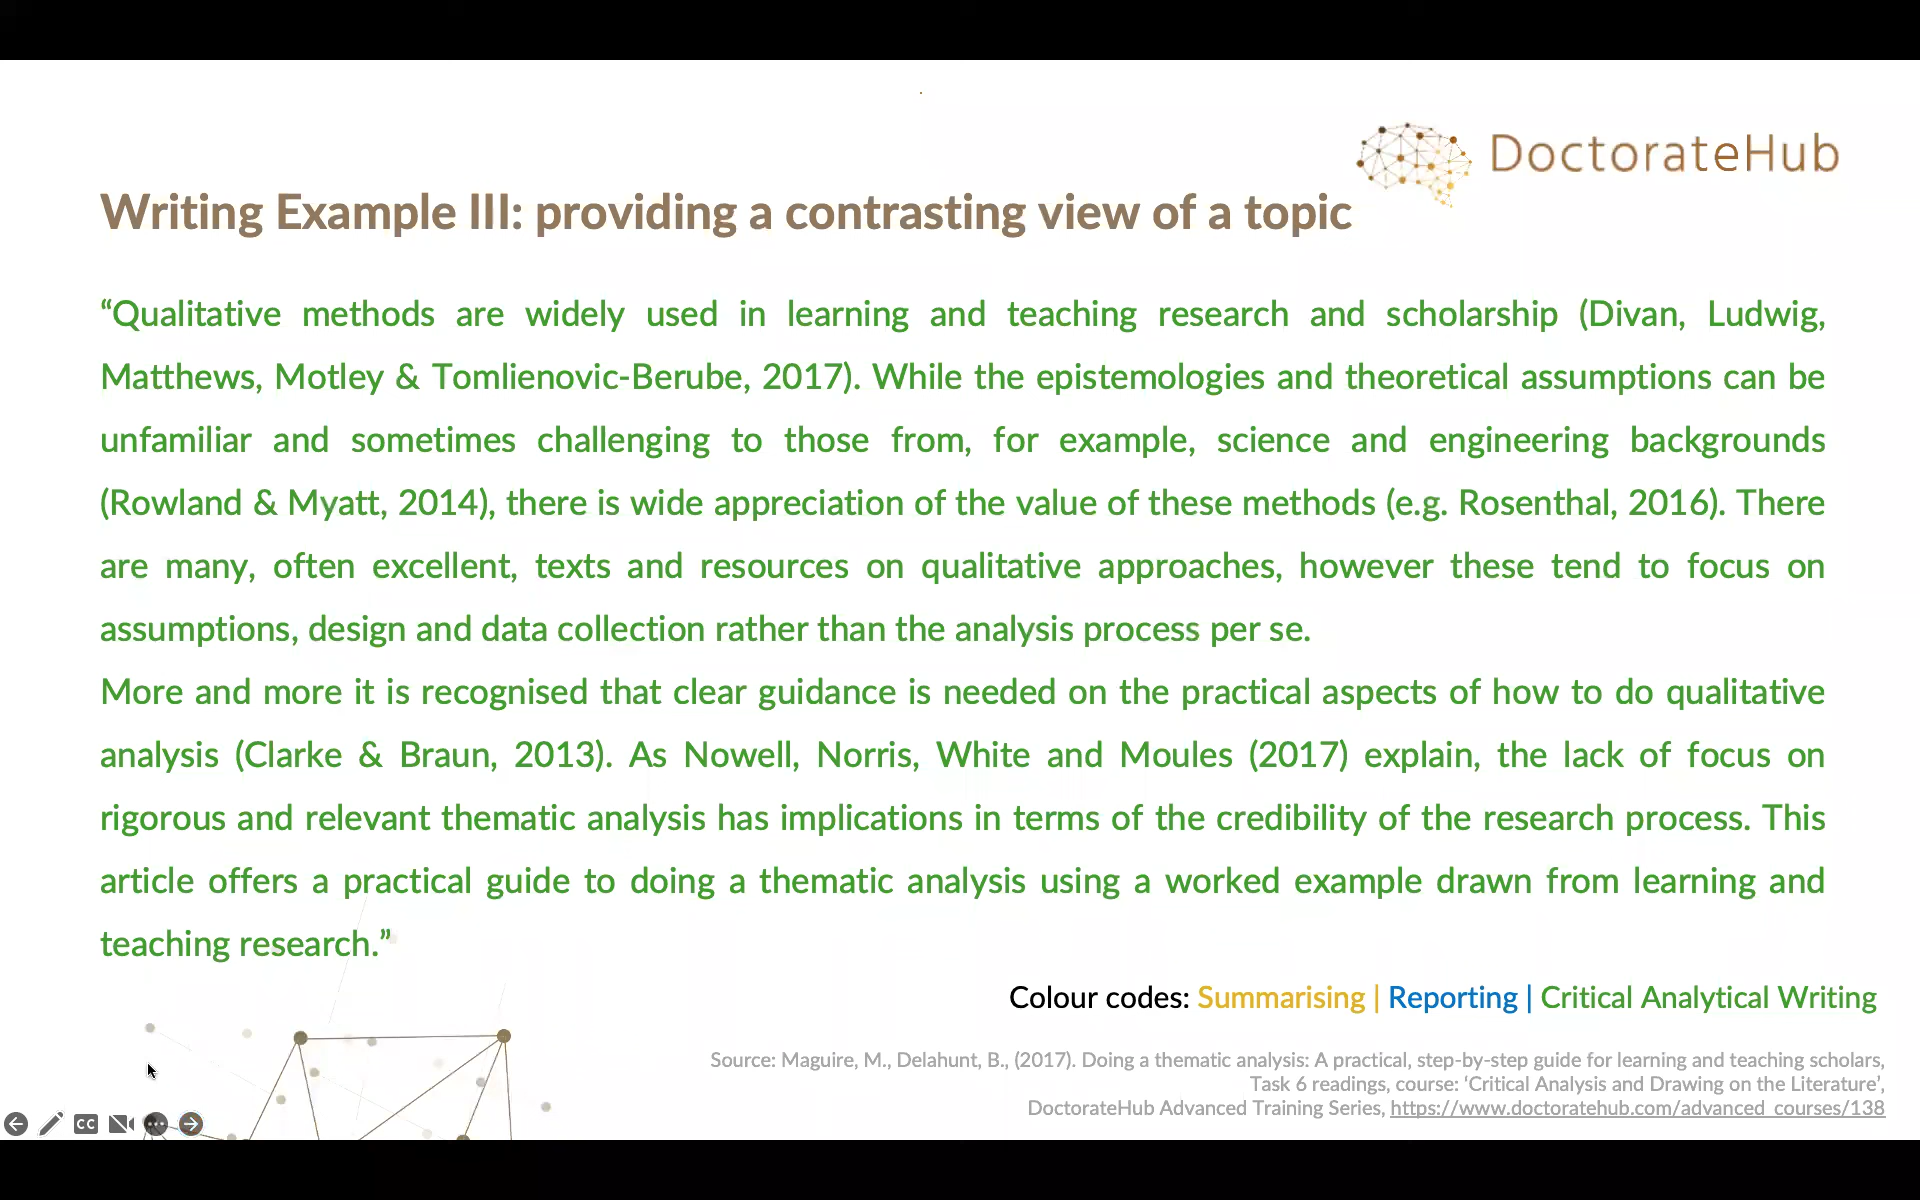 DoctorateHub
Writing Example III: providing a contrasting view of a topic
“Qualitative methods are widely used in learning and teaching research and scholarship (Divan, Ludwig,
Matthews, Motley & Tomlienovic-Berube, 2017). While the epistemologies and theoretical assumptions can be
unfamiliar and sometimes challenging to those from, for example, science and engineering backgrounds
(Rowland & Myatt, 2014), there is wide appreciation of the value of these methods (e.g. Rosenthal, 2016). There
are many, often excellent, texts and resources on qualitative approaches, however these tend to focus on
assumptions, design and data collection rather than the analysis process per se.
More and more it is recognised that clear guidance is needed on the practical aspects of how to do qualitative
analysis (Clarke & Braun, 2013). As Nowell, Norris, White and Moules (2017) explain, the lack of focus on
rigorous and relevant thematic analysis has implications in terms of the credibility of the research process. This
article offers a practical guide to doing a thematic analysis using a worked example drawn from learning and
teaching research.”
Colour codes: Summarising | Reporting | Critical Analytical Writing
Source: Maguire, M., Delahunt, B., (2017). Doing a thematic analysis: A practical, step-by-step guide for learning and teaching scholars,
Task 6 readings, course: ‘Critical Analysis and Drawing on the Literature’,
DoctorateHub Advanced Training Series, https://www.doctoratehub.com/advanced_courses/138
CC